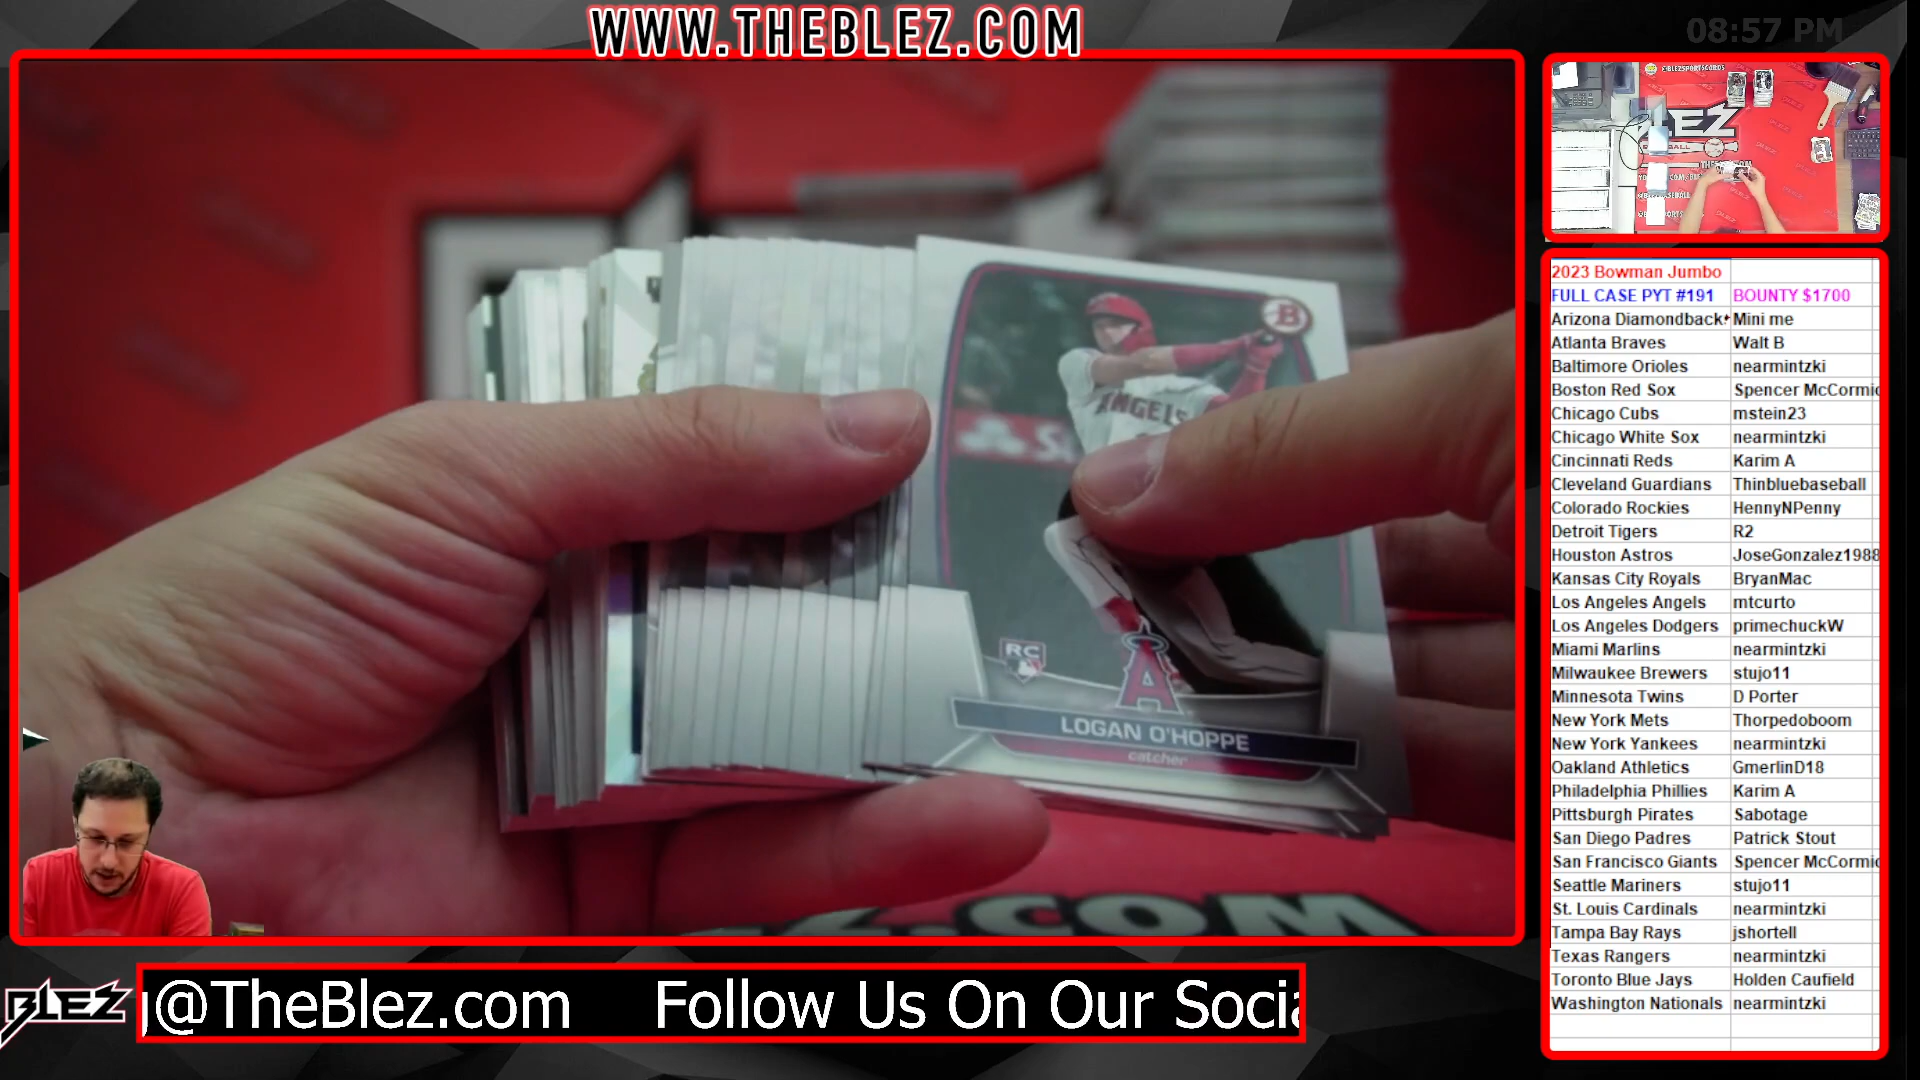 WWW.THEBLEZ.COM
08:57 PM
@BLEZSPORTSCARDS
B
ANGELS
RC
A
LOGAN O'HOPPE
catcher
.COM
2023 Bowman Jumbo
FULL CASE PYT #191 BOUNTY $1700
Arizona Diamondback Mini me
Atlanta Braves Walt B
Baltimore Orioles nearmintzki
Boston Red Sox Spencer McCormic
Chicago Cubs mstein23
Chicago White Sox nearmintzki
Cincinnati Reds Karim A
Cleveland Guardians Thinbluebaseball
Colorado Rockies HennyNPenny
Detroit Tigers R2
Houston Astros JoseGonzalez1988
Kansas City Royals BryanMac
Los Angeles Angels mtcurto
Los Angeles Dodgers primechuckW
Miami Marlins nearmintzki
Milwaukee Brewers stujo11
Minnesota Twins D Porter
New York Mets Thorpedoboom
New York Yankees nearmintzki
Oakland Athletics GmerlinD18
Philadelphia Phillies Karim A
Pittsburgh Pirates Sabotage
San Diego Padres Patrick Stout
San Francisco Giants Spencer McCormic
Seattle Mariners stujo11
St. Louis Cardinals nearmintzki
Tampa Bay Rays jshortell
Texas Rangers nearmintzki
Toronto Blue Jays Holden Caufield
Washington Nationals nearmintzki
BLEZ
@TheBlez.com Follow Us On Our Socia